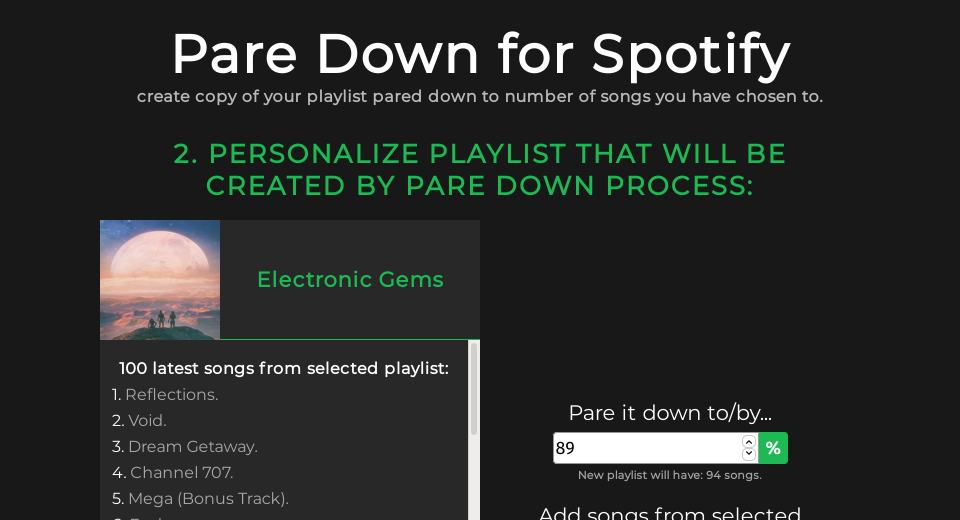 Pare Down for Spotify
create copy of your playlist pared down to number of songs you have chosen to.
2. PERSONALIZE PLAYLIST THAT WILL BE
CREATED BY PARE DOWN PROCESS:
Electronic Gems
100 latest songs from selected playlist:
1. Reflections.
2. Void.
3. Dream Getaway.
4. Channel 707.
5. Mega (Bonus Track).
Pare it down to/by...
89 %
New playlist will have: 94 songs.
Add songs from selected